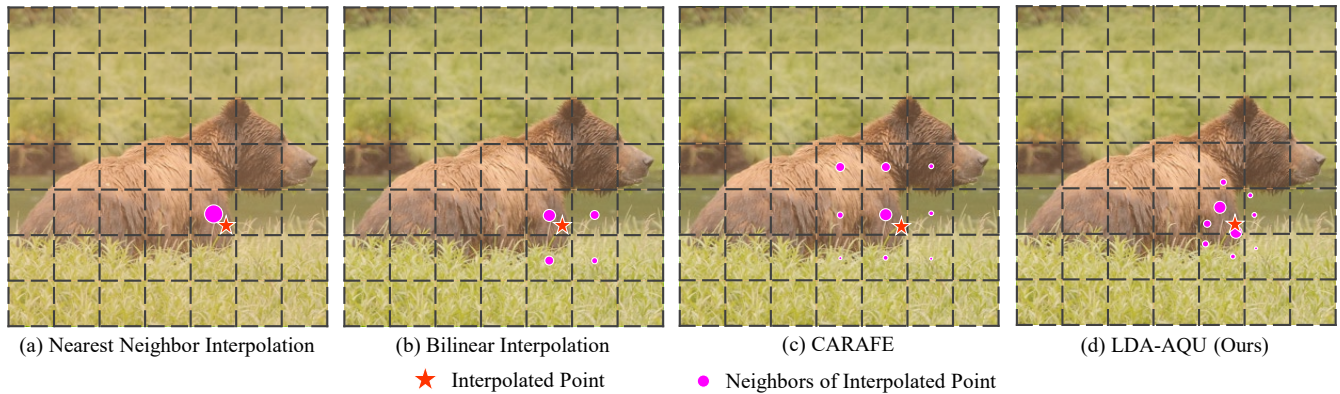 (a) Nearest Neighbor Interpolation
(b) Bilinear Interpolation
(c) CARAFE
(d) LDA-AQU (Ours)
Interpolated Point
Neighbors of Interpolated Point